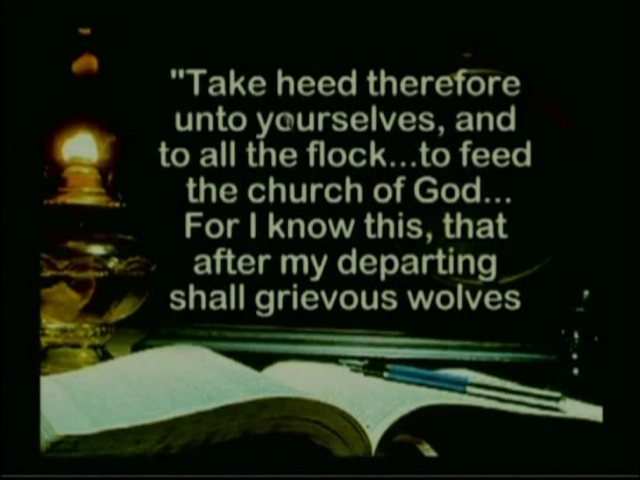 "Take heed therefore
unto yourselves, and
to all the flock...to feed
the church of God...
For I know this, that
after my departing
shall grievous wolves